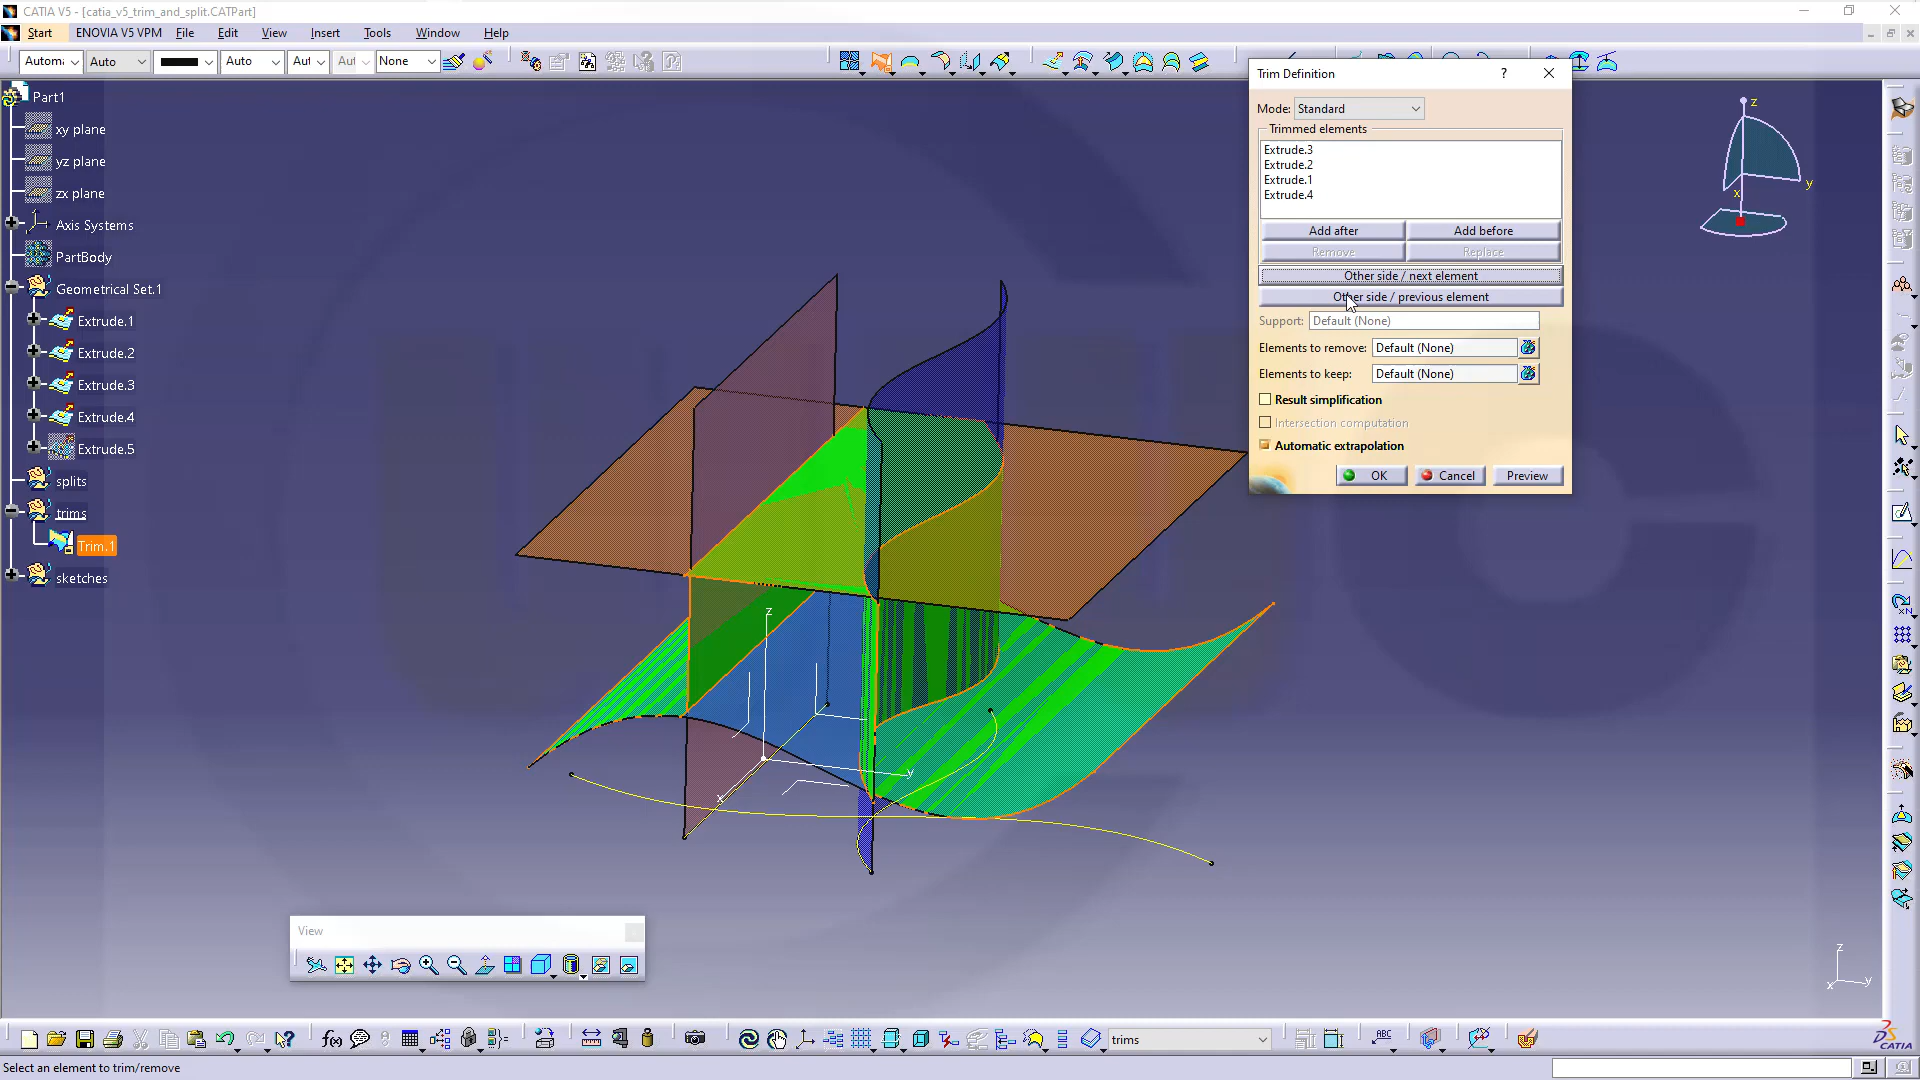 CATIA V5 - [catia_v5_trim_and_split.CATPart]
Start
ENOVIA V5 VPM
File
Edit
View
Insert
Tools
Window
Help
Auto
Auto
None
Part1
xy plane
yz plane
zx plane
Axis Systems
PartBody
Geometrical Set.1
Extrude.1
Extrude.2
Extrude.3
Extrude.4
Extrude.5
splits
trims
Trim.1
sketches
Trim Definition
?
Mode: Standard
Trimmed elements
Extrude.3
Extrude.2
Extrude.1
Extrude.4
Add after
Add before
Remove
Replace
Other side / next element
Other side / previous element
Support: Default (None)
Elements to remove: Default (None)
Elements to keep: Default (None)
Result simplification
Intersection computation
Automatic extrapolation
OK
Cancel
Preview
z
y
x
z
y
x
View
z
x
y
f(x)
ABC
trims
CATIA
Select an element to trim/remove